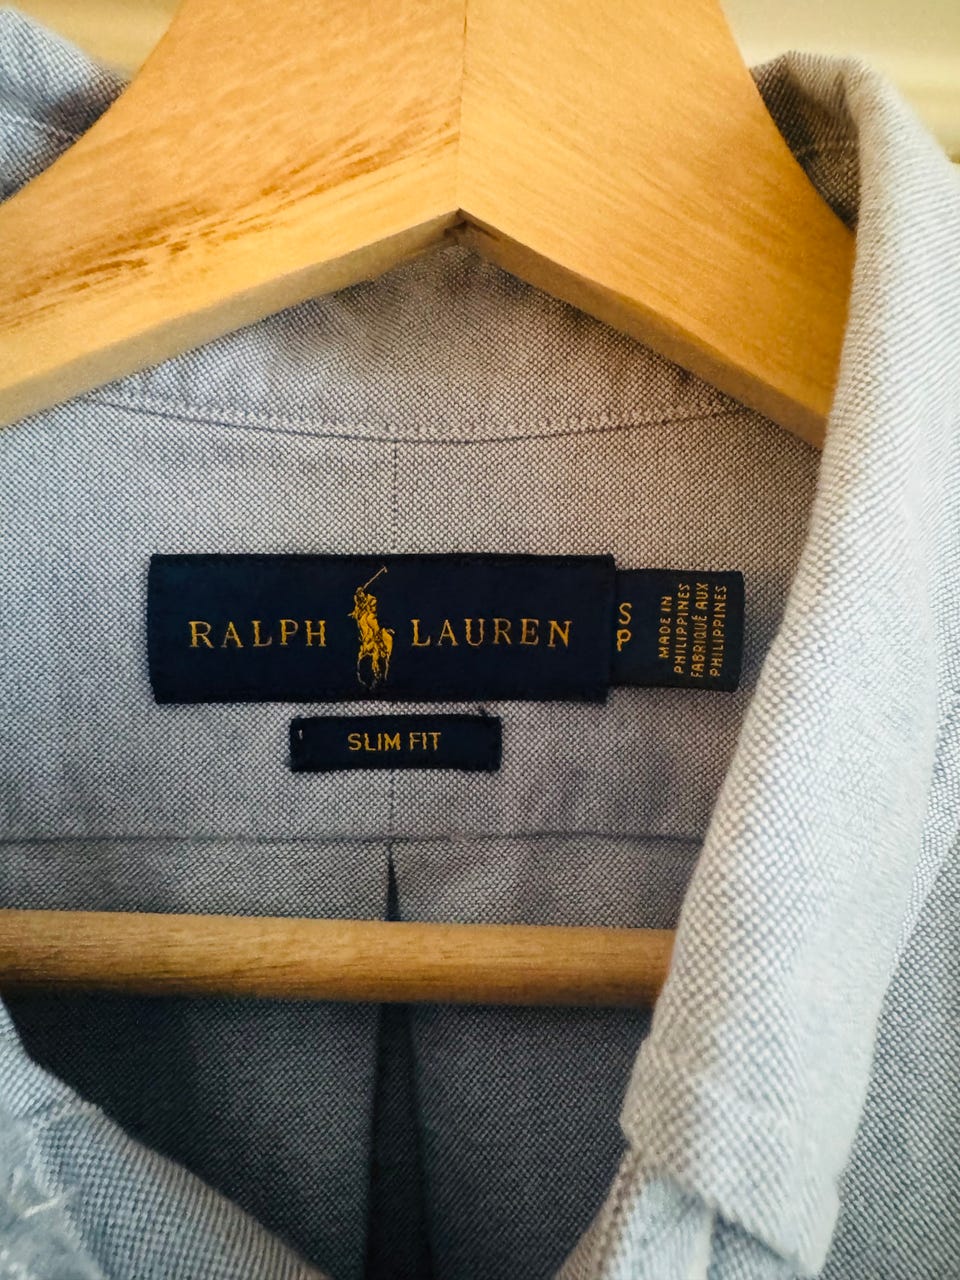 RALPH LAUREN
S
P
MADE IN
PHILIPPINES
FABRIQUÉ AUX
PHILIPPINES
SLIM FIT